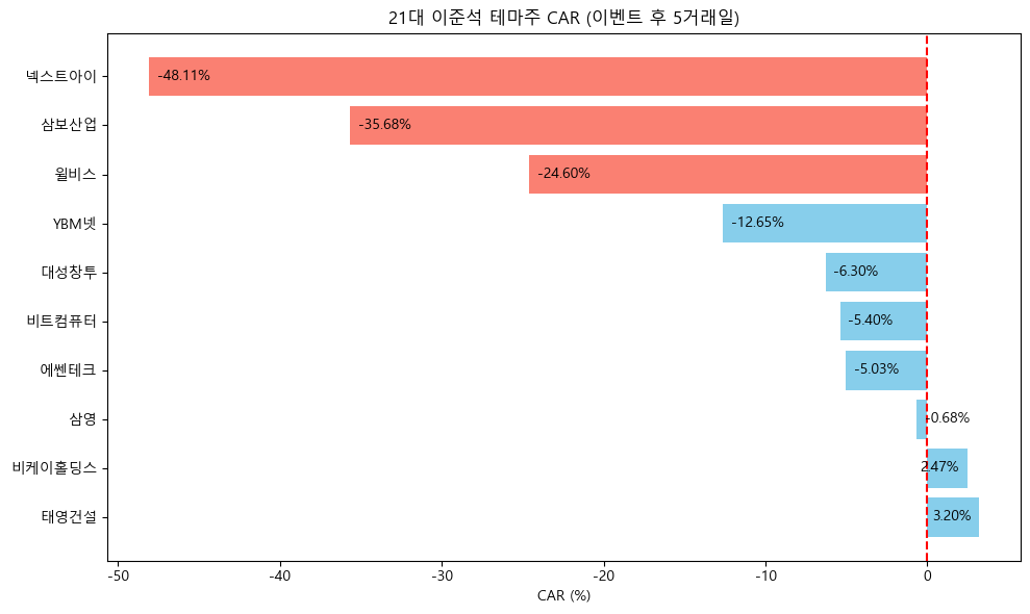 21대 이준석 테마주 CAR (이벤트 후 5거래일)
넥스트아이 -48.11%
삼보산업 -35.68%
윌비스 -24.60%
YBM넷 -12.65%
대성창투 -6.30%
비트컴퓨터 -5.40%
에쎈테크 -5.03%
삼영 -0.68%
비케이홀딩스 2.47%
태영건설 3.20%
-50 -40 -30 -20 -10 0
CAR (%)